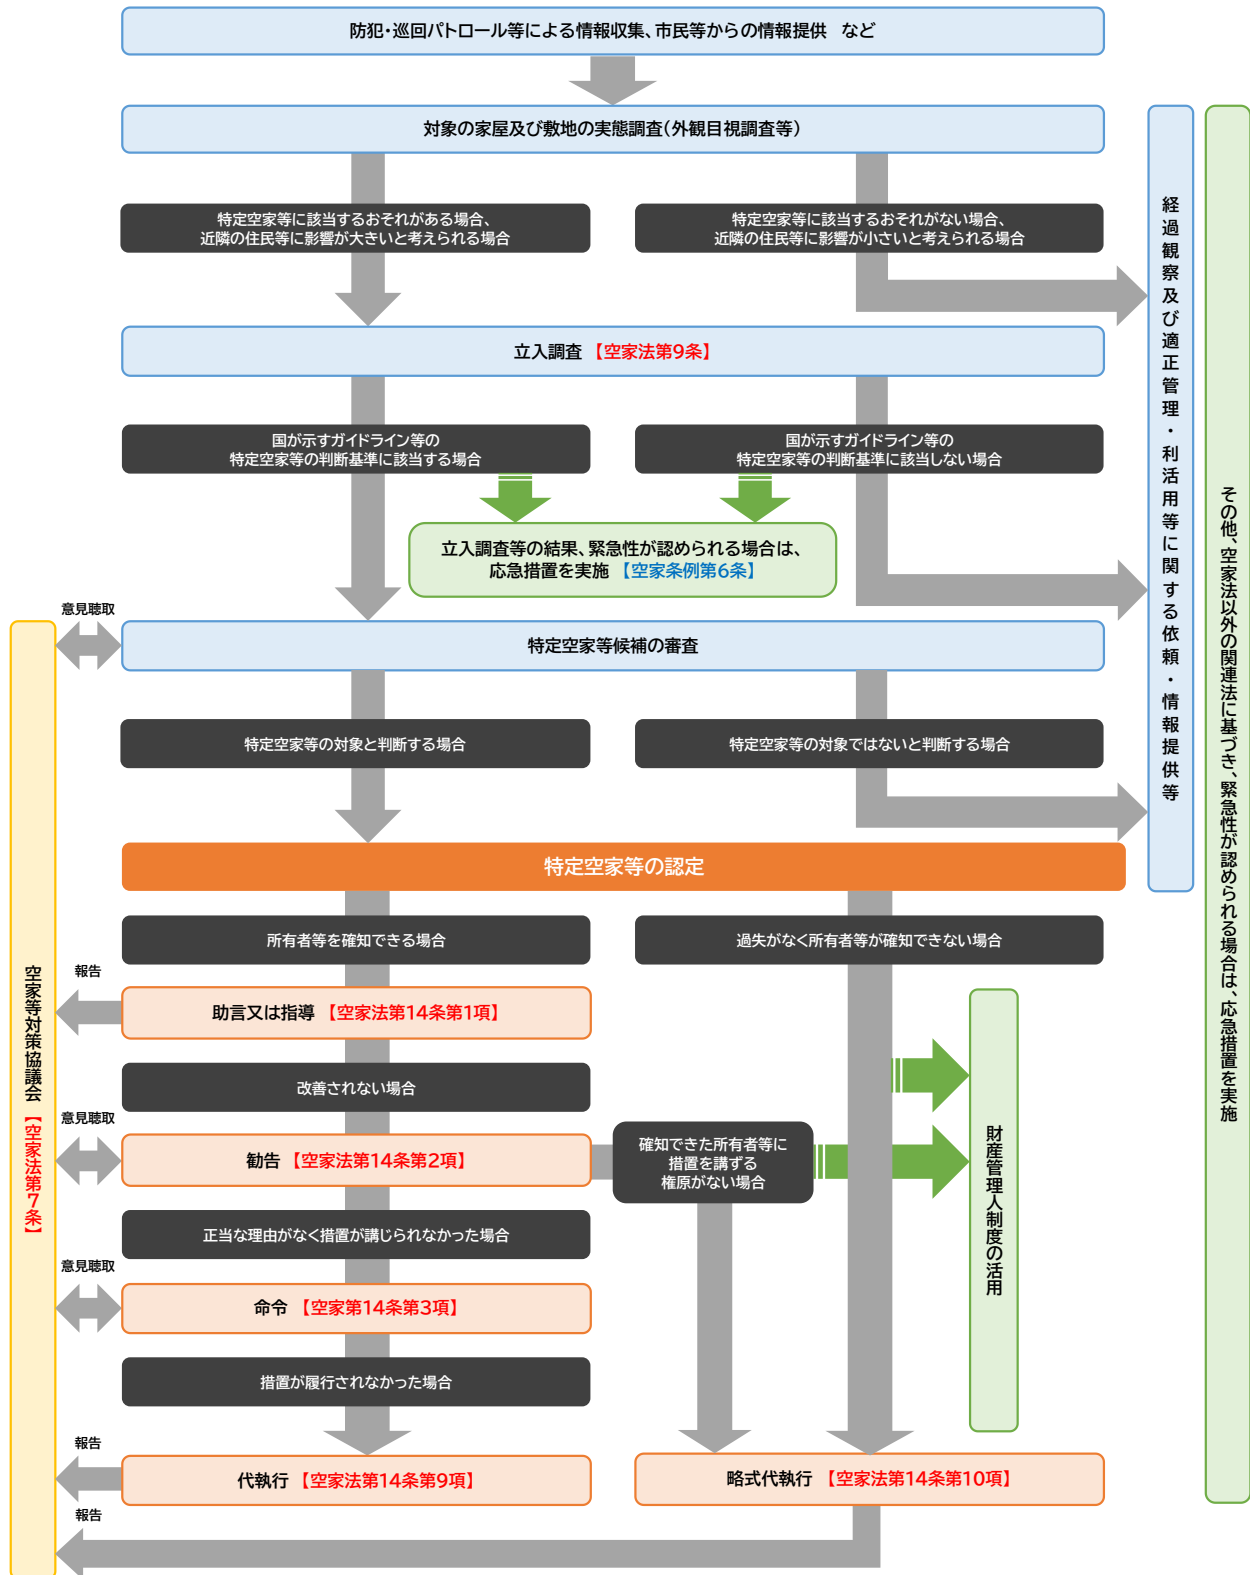 防犯・巡回パトロール等による情報収集、市民等からの情報提供　など
対象の家屋及び敷地の実態調査(外観目視調査等)
特定空家等に該当するおそれがある場合、
近隣の住民等に影響が大きいと考えられる場合
特定空家等に該当するおそれがない場合、
近隣の住民等に影響が小さいと考えられる場合
立入調査 【空家法第9条】
国が示すガイドライン等の
特定空家等の判断基準に該当する場合
国が示すガイドライン等の
特定空家等の判断基準に該当しない場合
立入調査等の結果、緊急性が認められる場合は、
応急措置を実施 【空家条例第6条】
意見聴取
特定空家等候補の審査
特定空家等の対象と判断する場合
特定空家等の対象ではないと判断する場合
経過観察及び適正管理・利活用等に関する依頼・情報提供等
その他、空家法以外の関連法に基づき、緊急性が認められる場合は、応急措置を実施
特定空家等の認定
所有者等を確知できる場合
過失がなく所有者等が確知できない場合
空家等対策協議会 【空家法第7条】
報告
助言又は指導 【空家法第14条第1項】
改善されない場合
意見聴取
勧告 【空家法第14条第2項】
確知できた所有者等に
措置を講ずる
権原がない場合
財産管理人制度の活用
正当な理由がなく措置が講じられなかった場合
意見聴取
命令 【空家第14条第3項】
措置が履行されなかった場合
報告
代執行 【空家法第14条第9項】
略式代執行 【空家法第14条第10項】
報告